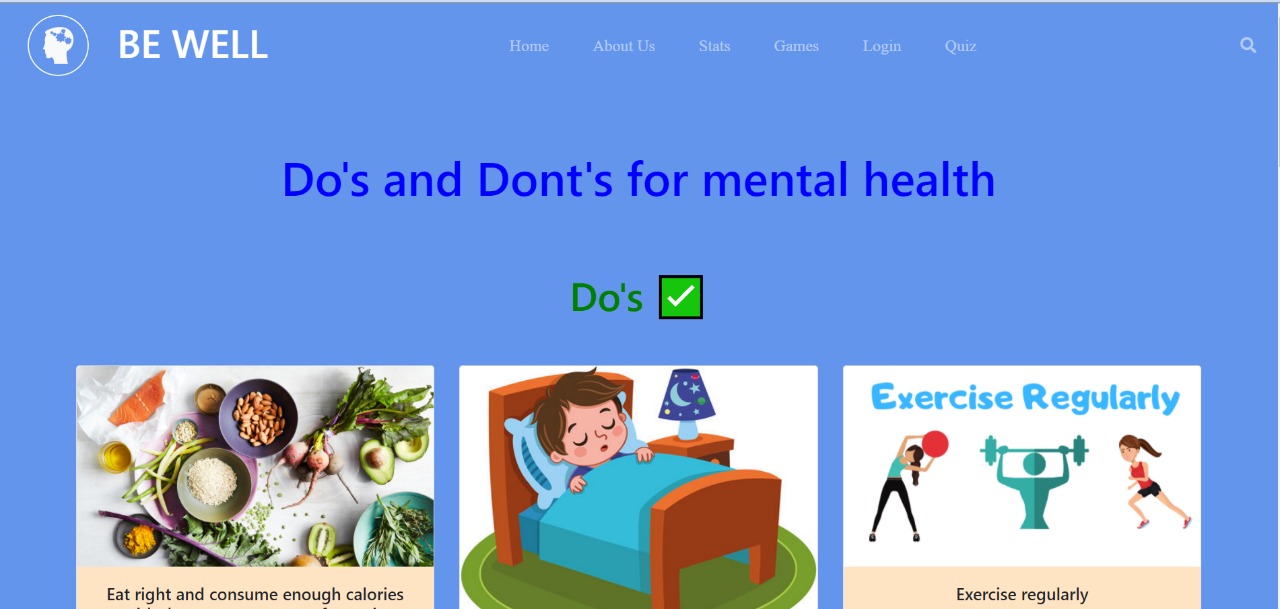 BE WELL
Home About Us Stats Games Login Quiz
Do's and Dont's for mental health
Do's
Exercise Regularly
Eat right and consume enough calories
Exercise regularly